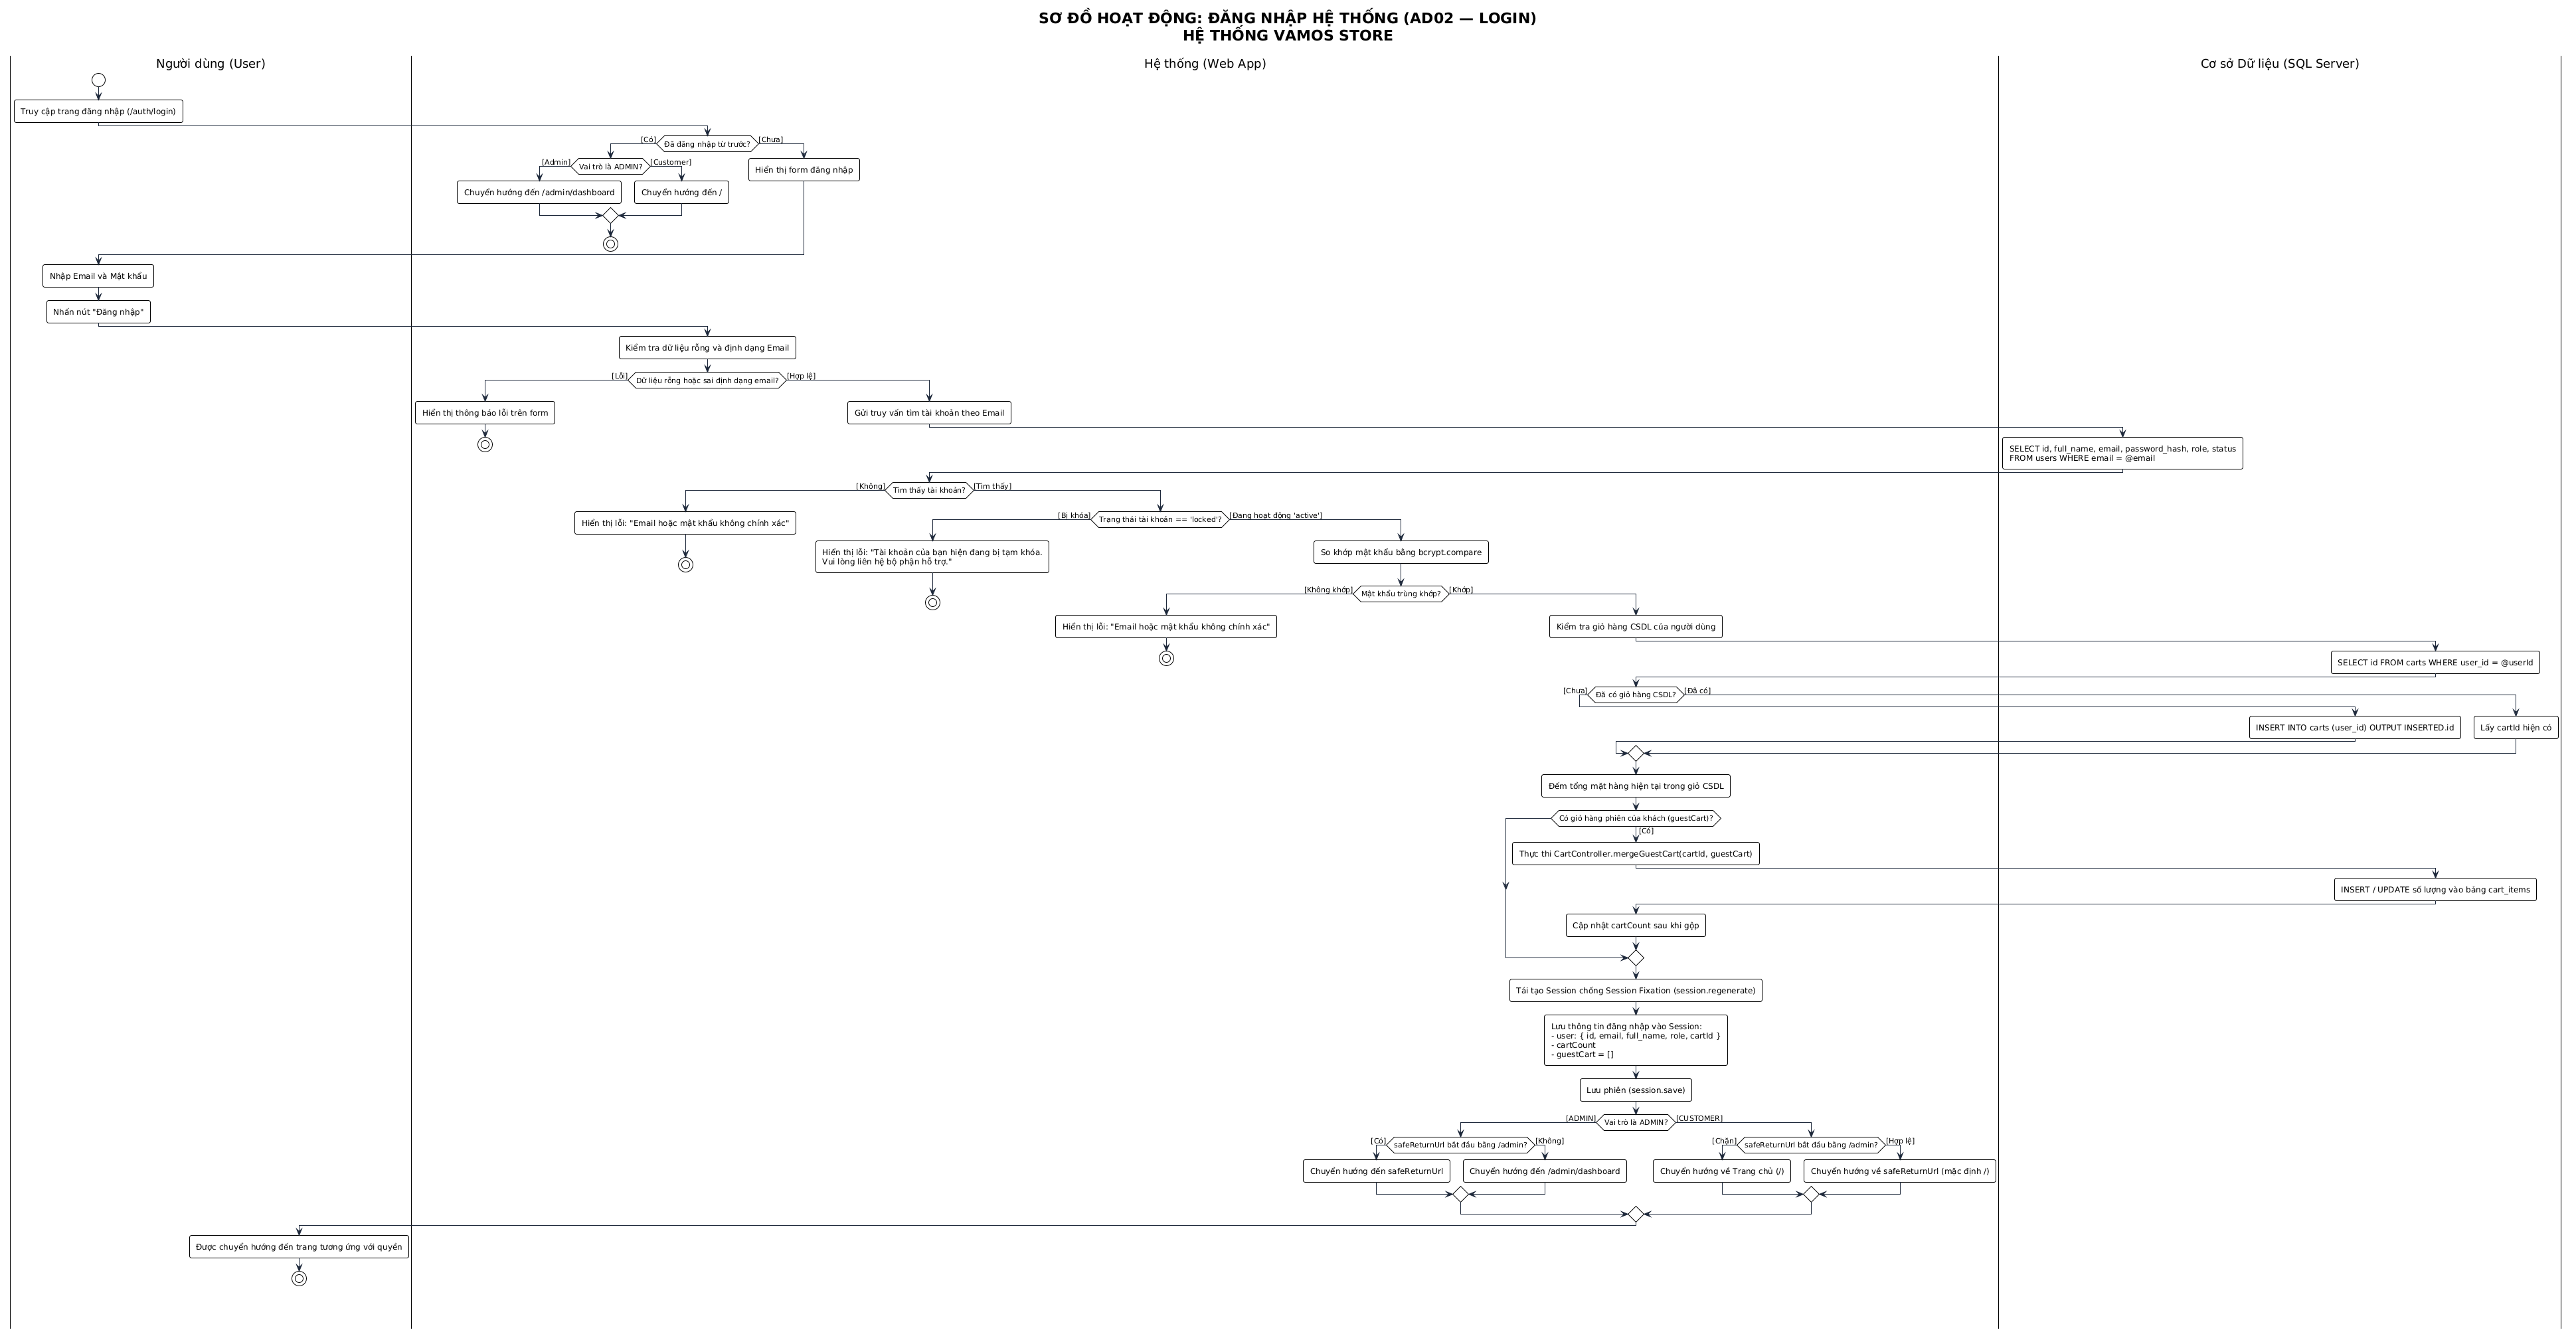 SƠ ĐỒ HOẠT ĐỘNG: ĐĂNG NHẬP HỆ THỐNG (AD02 — LOGIN)
HỆ THỐNG VAMOS STORE
Người dùng (User)
Hệ thống (Web App)
Cơ sở Dữ liệu (SQL Server)
Truy cập trang đăng nhập (/auth/login)
[Có]
Đã đăng nhập từ trước?
[Chưa]
[Admin]
Vai trò là ADMIN?
[Customer]
Hiển thị form đăng nhập
Chuyển hướng đến /admin/dashboard
Chuyển hướng đến /
Nhập Email và Mật khẩu
Nhấn nút "Đăng nhập"
Kiểm tra dữ liệu rỗng và định dạng Email
[Lỗi]
Dữ liệu rỗng hoặc sai định dạng email?
[Hợp lệ]
Hiển thị thông báo lỗi trên form
Gửi truy vấn tìm tài khoản theo Email
SELECT id, full_name, email, password_hash, role, status
FROM users WHERE email = @email
[Không]
Tìm thấy tài khoản?
[Tìm thấy]
Hiển thị lỗi: "Email hoặc mật khẩu không chính xác"
[Bị khóa]
Trạng thái tài khoản == 'locked'?
[Đang hoạt động 'active']
Hiển thị lỗi: "Tài khoản của bạn hiện đang bị tạm khóa.
Vui lòng liên hệ bộ phận hỗ trợ."
So khớp mật khẩu bằng bcrypt.compare
[Không khớp]
Mật khẩu trùng khớp?
[Khớp]
Hiển thị lỗi: "Email hoặc mật khẩu không chính xác"
Kiểm tra giỏ hàng CSDL của người dùng
SELECT id FROM carts WHERE user_id = @userId
[Chưa]
Đã có giỏ hàng CSDL?
[Đã có]
INSERT INTO carts (user_id) OUTPUT INSERTED.id
Lấy cartId hiện có
Đếm tổng mặt hàng hiện tại trong giỏ CSDL
Có giỏ hàng phiên của khách (guestCart)?
[Có]
Thực thi CartController.mergeGuestCart(cartId, guestCart)
INSERT / UPDATE số lượng vào bảng cart_items
Cập nhật cartCount sau khi gộp
Tái tạo Session chống Session Fixation (session.regenerate)
Lưu thông tin đăng nhập vào Session:
- user: { id, email, full_name, role, cartId }
- cartCount
- guestCart = []
Lưu phiên (session.save)
[ADMIN]
Vai trò là ADMIN?
[CUSTOMER]
[Có]
safeReturnUrl bắt đầu bằng /admin?
[Không]
[Chặn]
safeReturnUrl bắt đầu bằng /admin?
[Hợp lệ]
Chuyển hướng đến safeReturnUrl
Chuyển hướng đến /admin/dashboard
Chuyển hướng về Trang chủ (/)
Chuyển hướng về safeReturnUrl (mặc định /)
Được chuyển hướng đến trang tương ứng với quyền